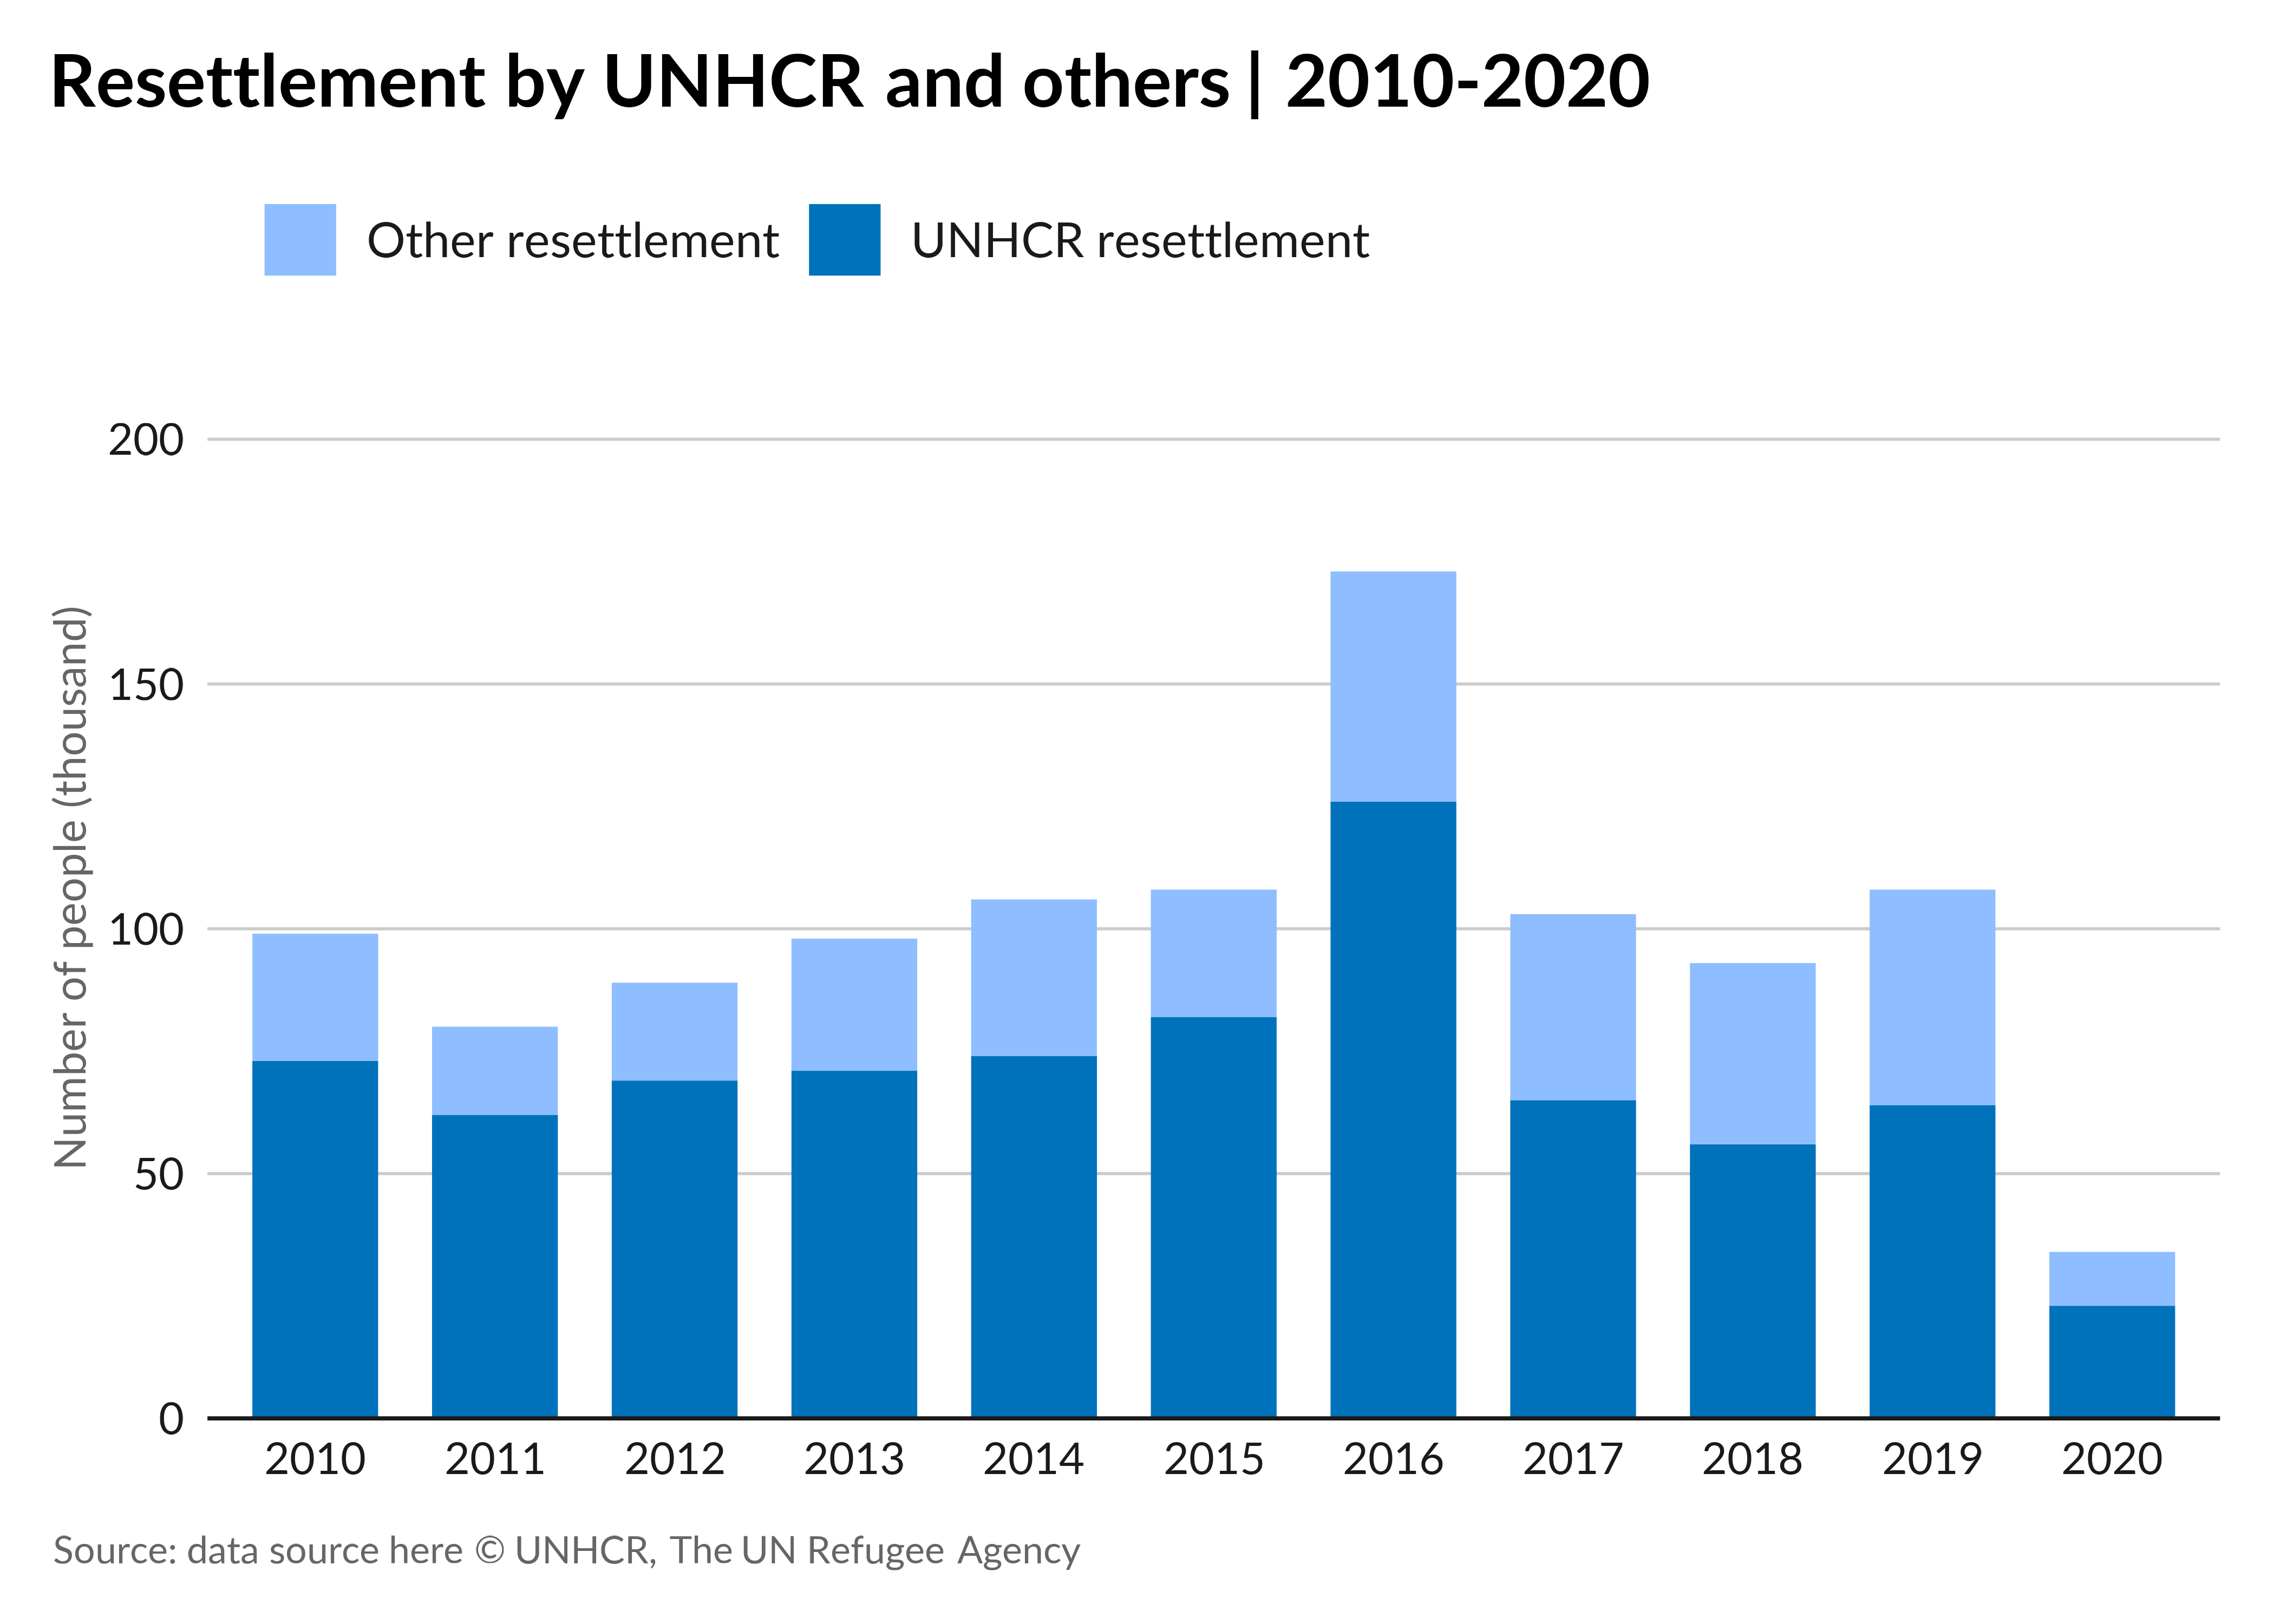 Resettlement by UNHCR and others | 2010-2020
Other resettlement UNHCR resettlement
200
150
100
50
0
Number of people (thousand)
2010 2011 2012 2013 2014 2015 2016 2017 2018 2019 2020
Source: data source here © UNHCR, The UN Refugee Agency